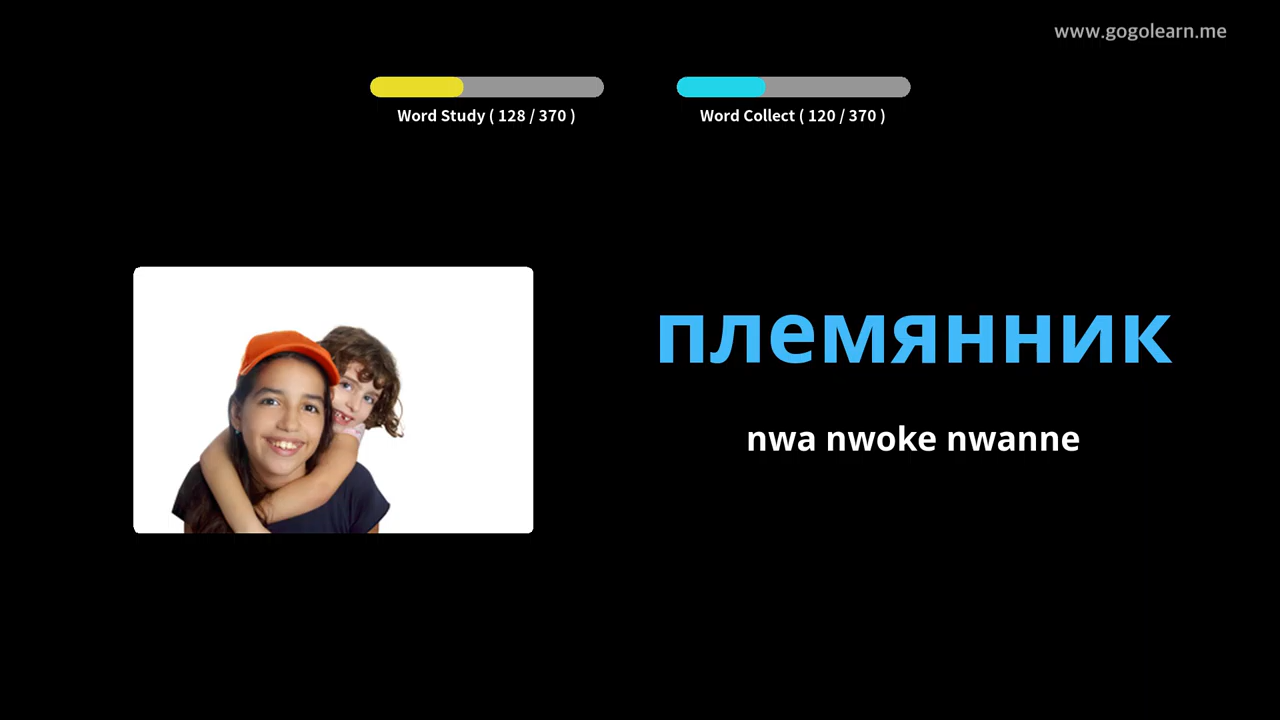 www.gogolearn.me
Word Study ( 128 / 370 )
Word Collect ( 120 / 370 )
племянник
nwa nwoke nwanne